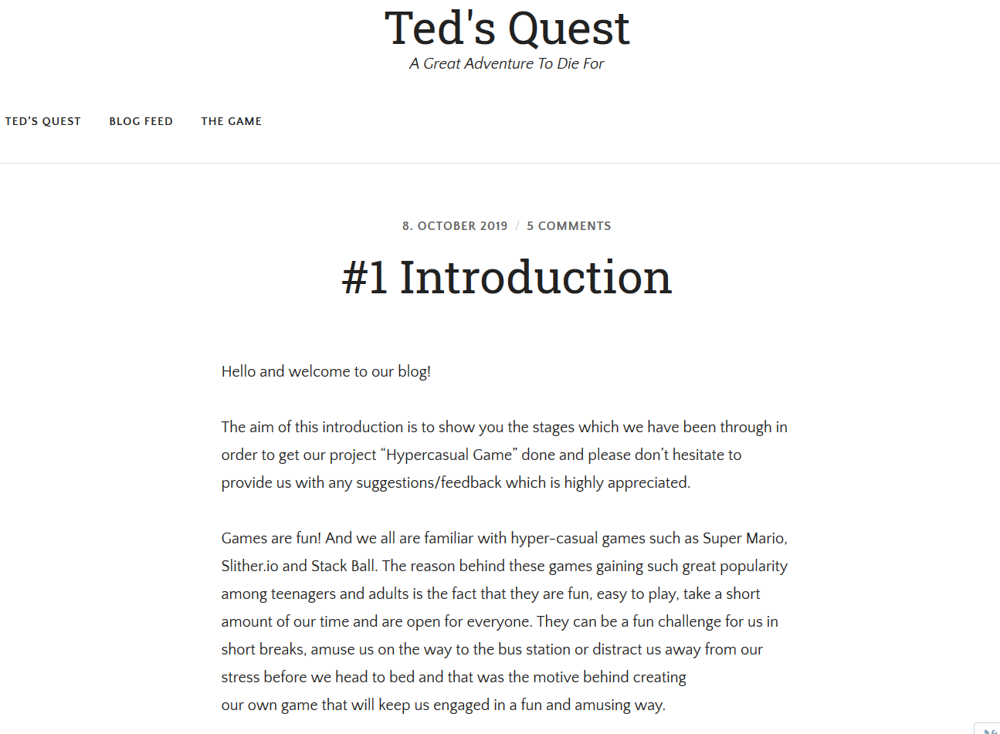 Ted's Quest
A Great Adventure To Die For
TED’S QUEST BLOG FEED THE GAME
8. OCTOBER 2019 / 5 COMMENTS
#1 Introduction
Hello and welcome to our blog!
The aim of this introduction is to show you the stages which we have been through in
order to get our project “Hypercasual Game” done and please don’t hesitate to
provide us with any suggestions/feedback which is highly appreciated.
Games are fun! And we all are familiar with hyper-casual games such as Super Mario,
Slither.io and Stack Ball. The reason behind these games gaining such great popularity
among teenagers and adults is the fact that they are fun, easy to play, take a short
amount of our time and are open for everyone. They can be a fun challenge for us in
short breaks, amuse us on the way to the bus station or distract us away from our
stress before we head to bed and that was the motive behind creating
our own game that will keep us engaged in a fun and amusing way.